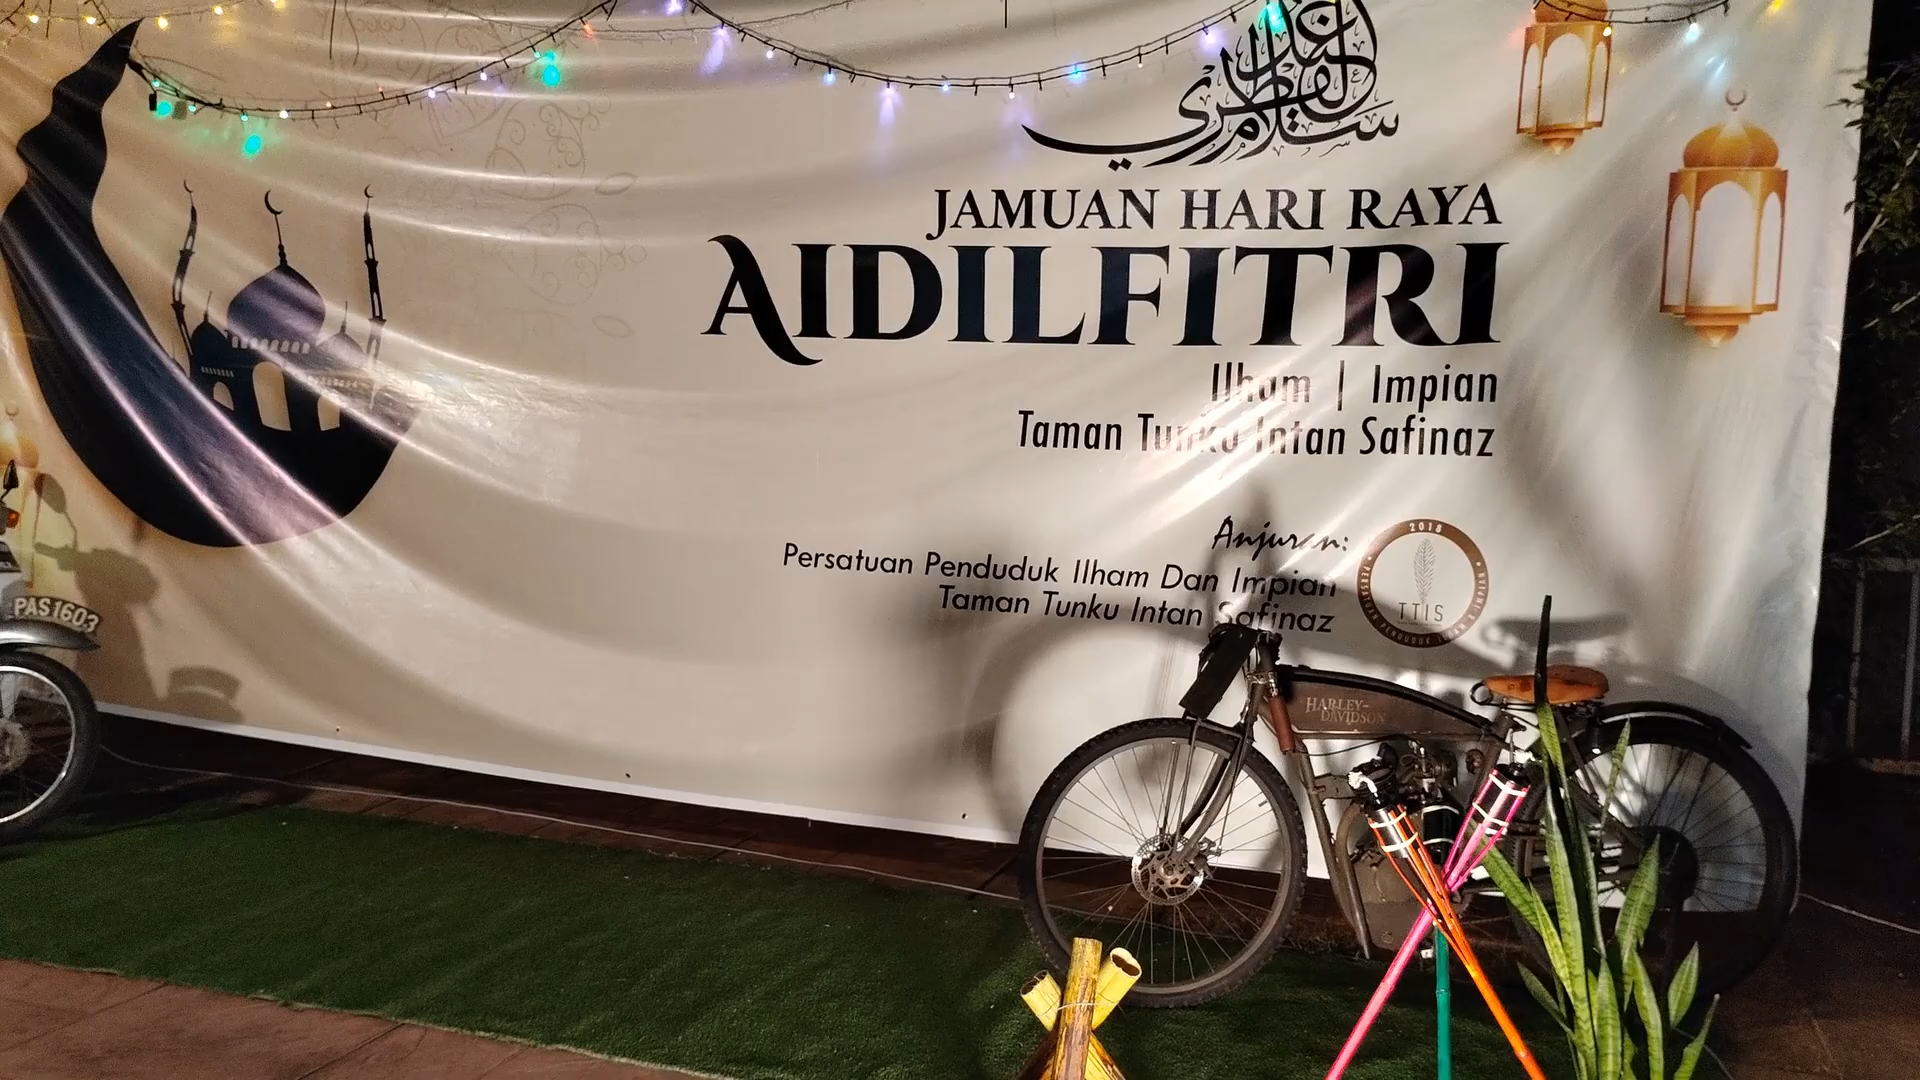 سلام عيدالفطري
JAMUAN HARI RAYA
AIDILFITRI
Ilham | Impian
Taman Tunku Intan Safinaz
Anjuran:
Persatuan Penduduk Ilham Dan Impian
Taman Tunku Intan Safinaz
2018
TTIS
PAS1603
HARLEY-
DAVIDSON